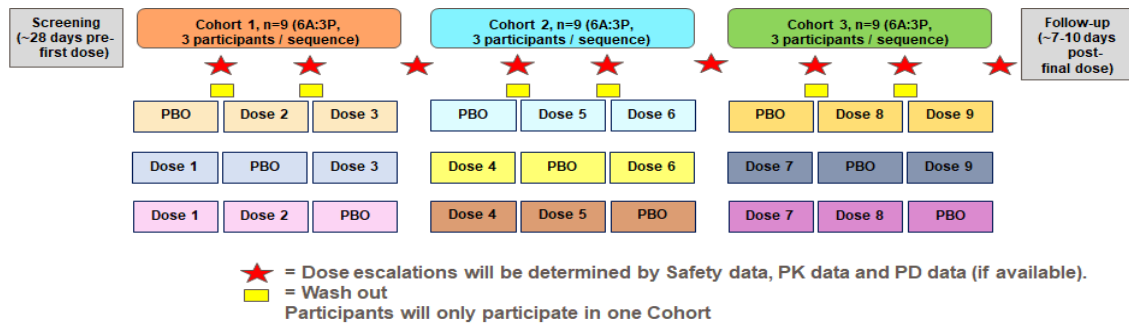 Screening
(~28 days pre-
first dose)
Cohort 1, n=9 (6A:3P,
3 participants / sequence)
Cohort 2, n=9 (6A:3P,
3 participants / sequence)
Cohort 3, n=9 (6A:3P,
3 participants / sequence)
Follow-up
(~7-10 days
post-
final dose)
PBO Dose 2 Dose 3 PBO Dose 5 Dose 6 PBO Dose 8 Dose 9
Dose 1 PBO Dose 3 Dose 4 PBO Dose 6 Dose 7 PBO Dose 9
Dose 1 Dose 2 PBO Dose 4 Dose 5 PBO Dose 7 Dose 8 PBO
= Dose escalations will be determined by Safety data, PK data and PD data (if available).
= Wash out
Participants will only participate in one Cohort